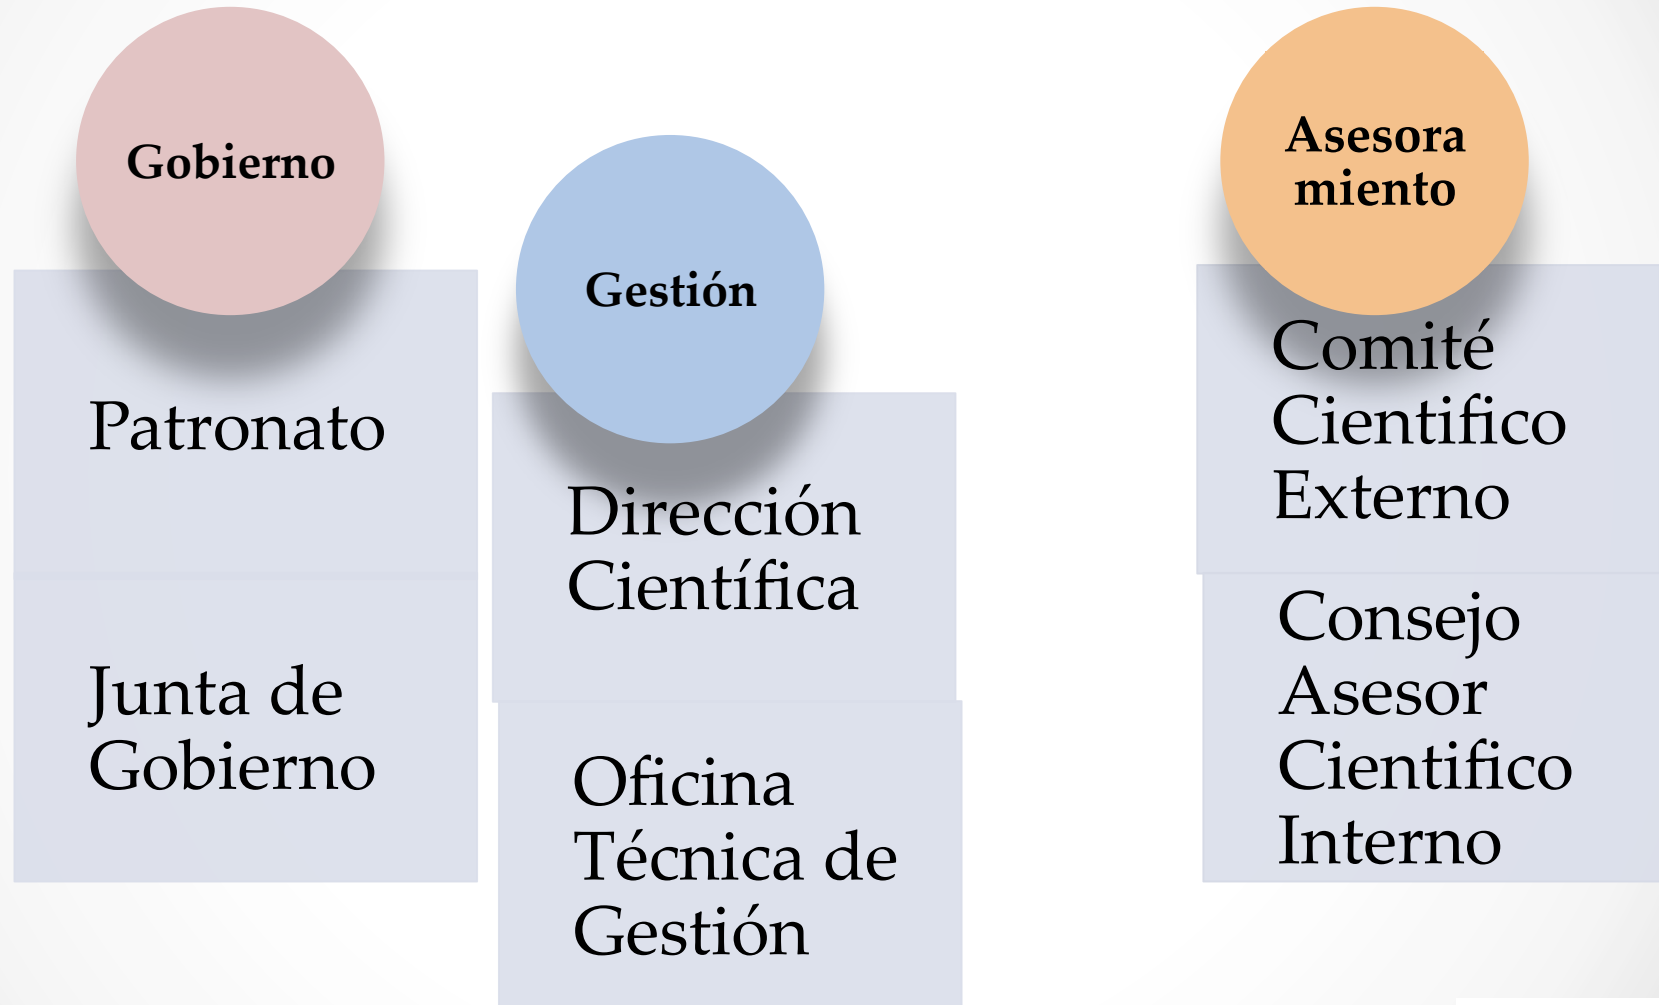 Gobierno
Patronato
Junta de
Gobierno
Gestión
Dirección
Científica
Oficina
Técnica de
Gestión
Asesora
miento
Comité
Cientifico
Externo
Consejo
Asesor
Cientifico
Interno